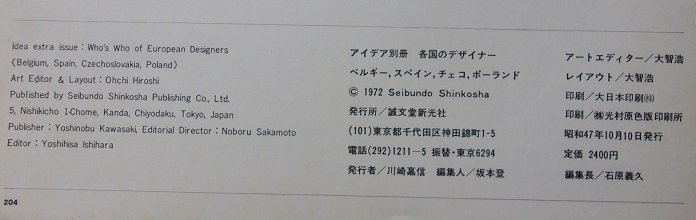 Idea extra issue : Who's Who of European Designers
《Belgium, Spain, Czechoslovakia, Poland》
Art Editor & Layout : Ohchi Hiroshi
Published by Seibundo Shinkosha Publishing Co., Ltd.
5, Nishikicho 1-Chome, Kanda, Chiyodaku, Tokyo, Japan
Publisher : Yoshinobu Kawasaki, Editorial Director : Noboru Sakamoto
Editor : Yoshihisa Ishihara
アイデア別冊 各国のデザイナー
ベルギー,スペイン,チェコ,ポーランド
© 1972 Seibundo Shinkosha
発行所/誠文堂新光社
(101)東京都千代田区神田錦町1-5
電話(292)1211-5 振替・東京6294
発行者/川崎嘉信 編集人/坂本登
アートエディター/大智浩
レイアウト/大智浩
印刷/大日本印刷㈱
印刷/㈱光村原色版印刷所
昭和47年10月10日発行
定価 2400円
編集長/石原義久
204